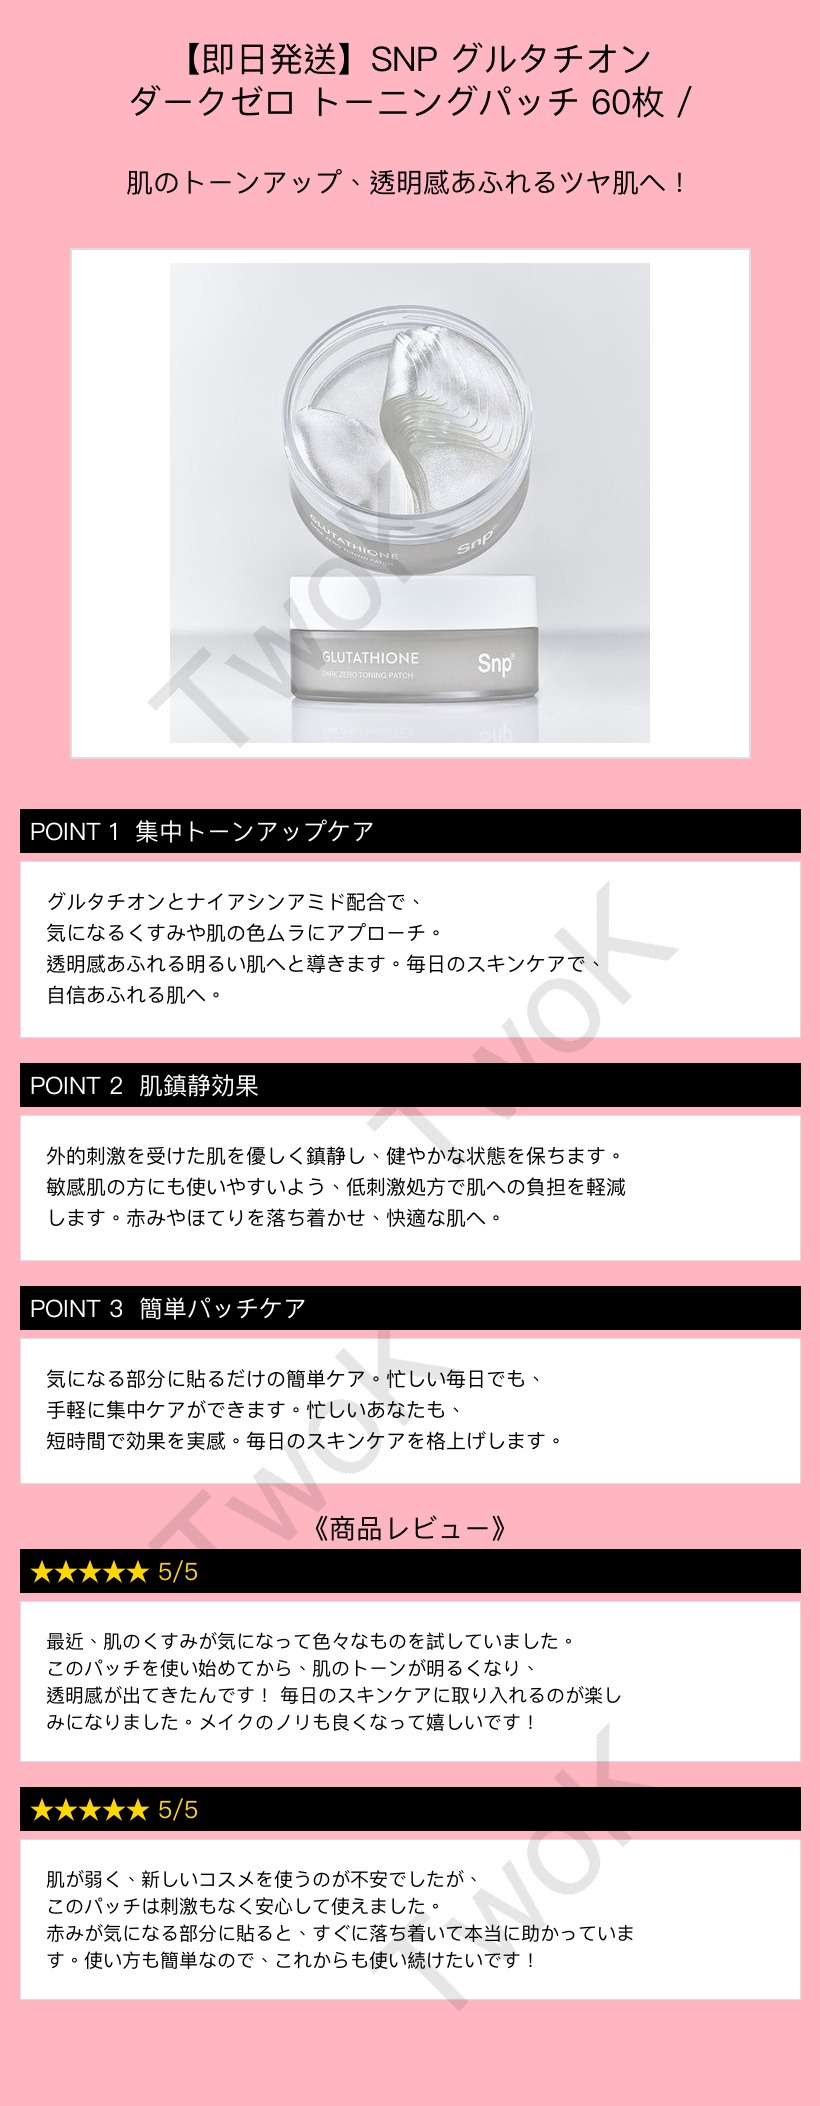 【即日発送】SNP グルタチオン
ダークゼロ トーニングパッチ 60枚 /
肌のトーンアップ、透明感あふれるツヤ肌へ！
GLUTATHIONE
DARK ZERO TONING PATCH
Snp
GLUTATHIONE
DARK ZERO TONING PATCH
Snp®
TwoK
POINT 1 集中トーンアップケア
グルタチオンとナイアシンアミド配合で、
気になるくすみや肌の色ムラにアプローチ。
透明感あふれる明るい肌へと導きます。毎日のスキンケアで、
自信あふれる肌へ。
TwoK
POINT 2 肌鎮静効果
外的刺激を受けた肌を優しく鎮静し、健やかな状態を保ちます。
敏感肌の方にも使いやすいよう、低刺激処方で肌への負担を軽減
します。赤みやほてりを落ち着かせ、快適な肌へ。
POINT 3 簡単パッチケア
気になる部分に貼るだけの簡単ケア。忙しい毎日でも、
手軽に集中ケアができます。忙しいあなたも、
短時間で効果を実感。毎日のスキンケアを格上げします。
TwoK
《商品レビュー》
★★★★★ 5/5
最近、肌のくすみが気になって色々なものを試していました。
このパッチを使い始めてから、肌のトーンが明るくなり、
透明感が出てきたんです！ 毎日のスキンケアに取り入れるのが楽し
みになりました。メイクのノリも良くなって嬉しいです！
★★★★★ 5/5
肌が弱く、新しいコスメを使うのが不安でしたが、
このパッチは刺激もなく安心して使えました。
赤みが気になる部分に貼ると、すぐに落ち着いて本当に助かっていま
す。使い方も簡単なので、これからも使い続けたいです！
TwoK